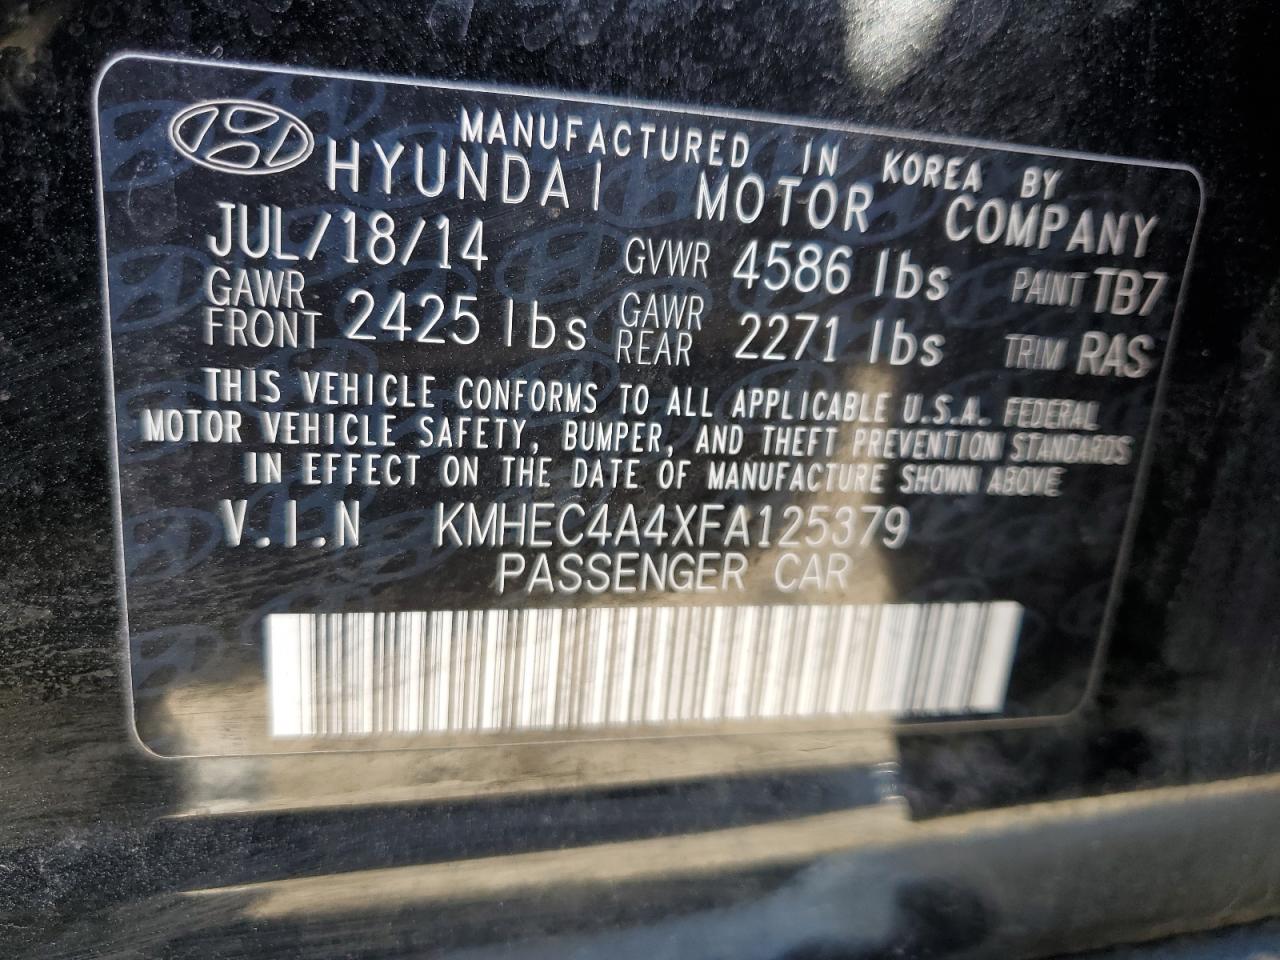 MANUFACTURED IN KOREA BY
HYUNDAI MOTOR COMPANY
JUL/18/14 GVWR 4586 lbs PAINT TB7
GAWR FRONT 2425 lbs GAWR REAR 2271 lbs TRIM RAS
THIS VEHICLE CONFORMS TO ALL APPLICABLE U.S.A. FEDERAL
MOTOR VEHICLE SAFETY, BUMPER, AND THEFT PREVENTION STANDARDS
IN EFFECT ON THE DATE OF MANUFACTURE SHOWN ABOVE
V.I.N KMHEC4A4XFA125379
PASSENGER CAR